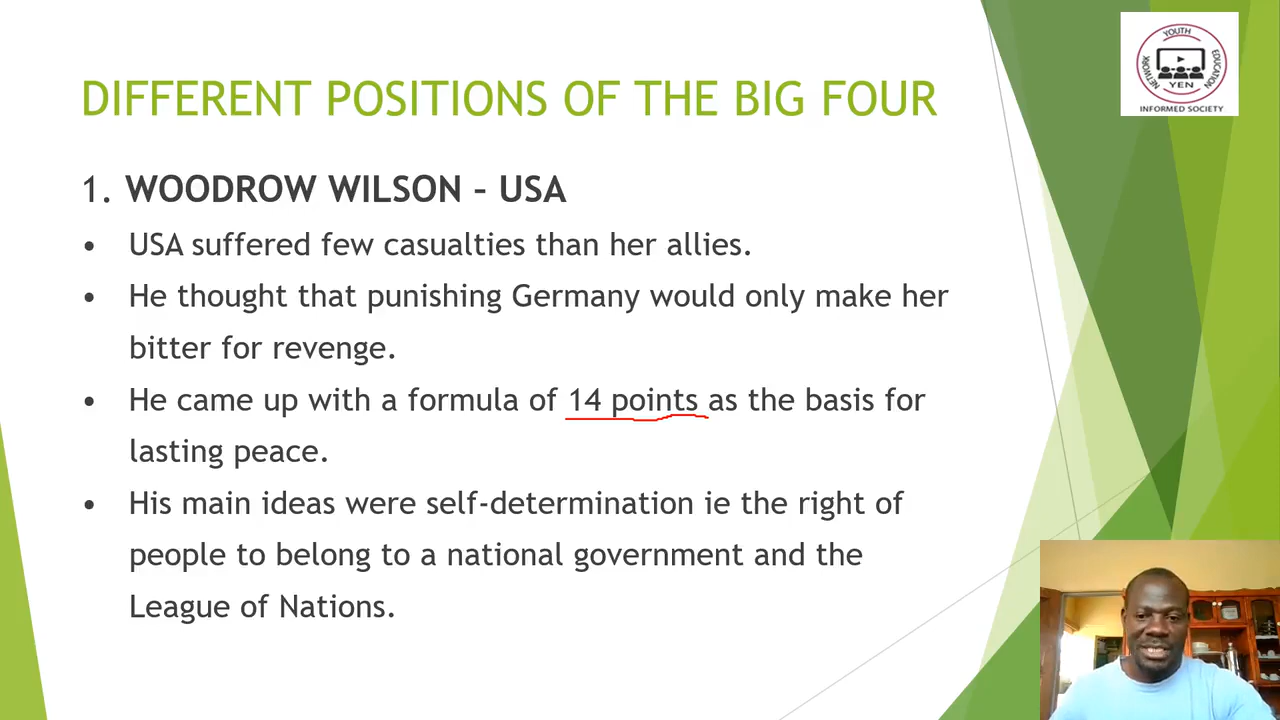 DIFFERENT POSITIONS OF THE BIG FOUR
YOUTH
EDUCATION
NETWORK
YEN
INFORMED SOCIETY
1. WOODROW WILSON – USA
• USA suffered few casualties than her allies.
• He thought that punishing Germany would only make her
bitter for revenge.
• He came up with a formula of 14 points as the basis for
lasting peace.
• His main ideas were self-determination ie the right of
people to belong to a national government and the
League of Nations.